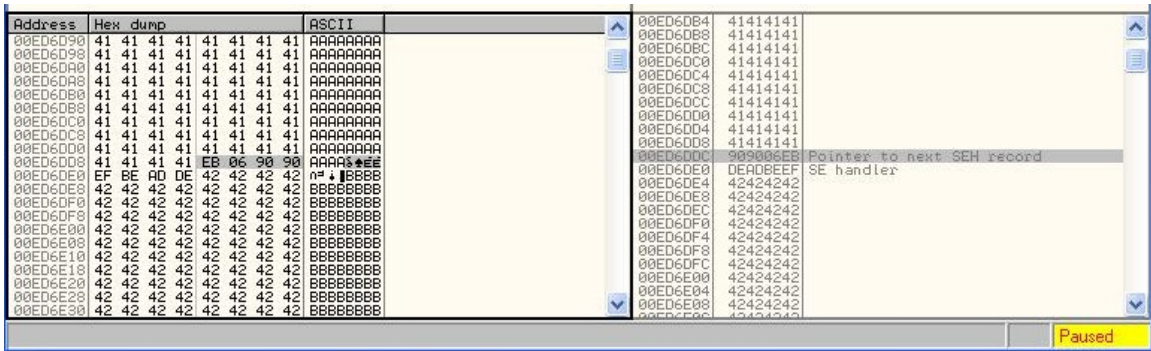 Address Hex dump ASCII
00ED6D90 41 41 41 41 41 41 41 41 AAAAAAAA
00ED6D98 41 41 41 41 41 41 41 41 AAAAAAAA
00ED6DA0 41 41 41 41 41 41 41 41 AAAAAAAA
00ED6DA8 41 41 41 41 41 41 41 41 AAAAAAAA
00ED6DB0 41 41 41 41 41 41 41 41 AAAAAAAA
00ED6DB8 41 41 41 41 41 41 41 41 AAAAAAAA
00ED6DC0 41 41 41 41 41 41 41 41 AAAAAAAA
00ED6DC8 41 41 41 41 41 41 41 41 AAAAAAAA
00ED6DD0 41 41 41 41 41 41 41 41 AAAAAAAA
00ED6DD8 41 41 41 41 EB 06 90 90 AAAAδ♠ÉÉ
00ED6DE0 EF BE AD DE 42 42 42 42 BBBB
00ED6DE8 42 42 42 42 42 42 42 42 BBBBBBBB
00ED6DF0 42 42 42 42 42 42 42 42 BBBBBBBB
00ED6DF8 42 42 42 42 42 42 42 42 BBBBBBBB
00ED6E00 42 42 42 42 42 42 42 42 BBBBBBBB
00ED6E08 42 42 42 42 42 42 42 42 BBBBBBBB
00ED6E10 42 42 42 42 42 42 42 42 BBBBBBBB
00ED6E18 42 42 42 42 42 42 42 42 BBBBBBBB
00ED6E20 42 42 42 42 42 42 42 42 BBBBBBBB
00ED6E28 42 42 42 42 42 42 42 42 BBBBBBBB
00ED6E30 42 42 42 42 42 42 42 42 BBBBBBBB
00ED6DB4 41414141
00ED6DB8 41414141
00ED6DBC 41414141
00ED6DC0 41414141
00ED6DC4 41414141
00ED6DC8 41414141
00ED6DCC 41414141
00ED6DD0 41414141
00ED6DD4 41414141
00ED6DD8 41414141
00ED6DDC 909006EB Pointer to next SEH record
00ED6DE0 DEADBEEF SE handler
00ED6DE4 42424242
00ED6DE8 42424242
00ED6DEC 42424242
00ED6DF0 42424242
00ED6DF4 42424242
00ED6DF8 42424242
00ED6DFC 42424242
00ED6E00 42424242
00ED6E04 42424242
00ED6E08 42424242
Paused